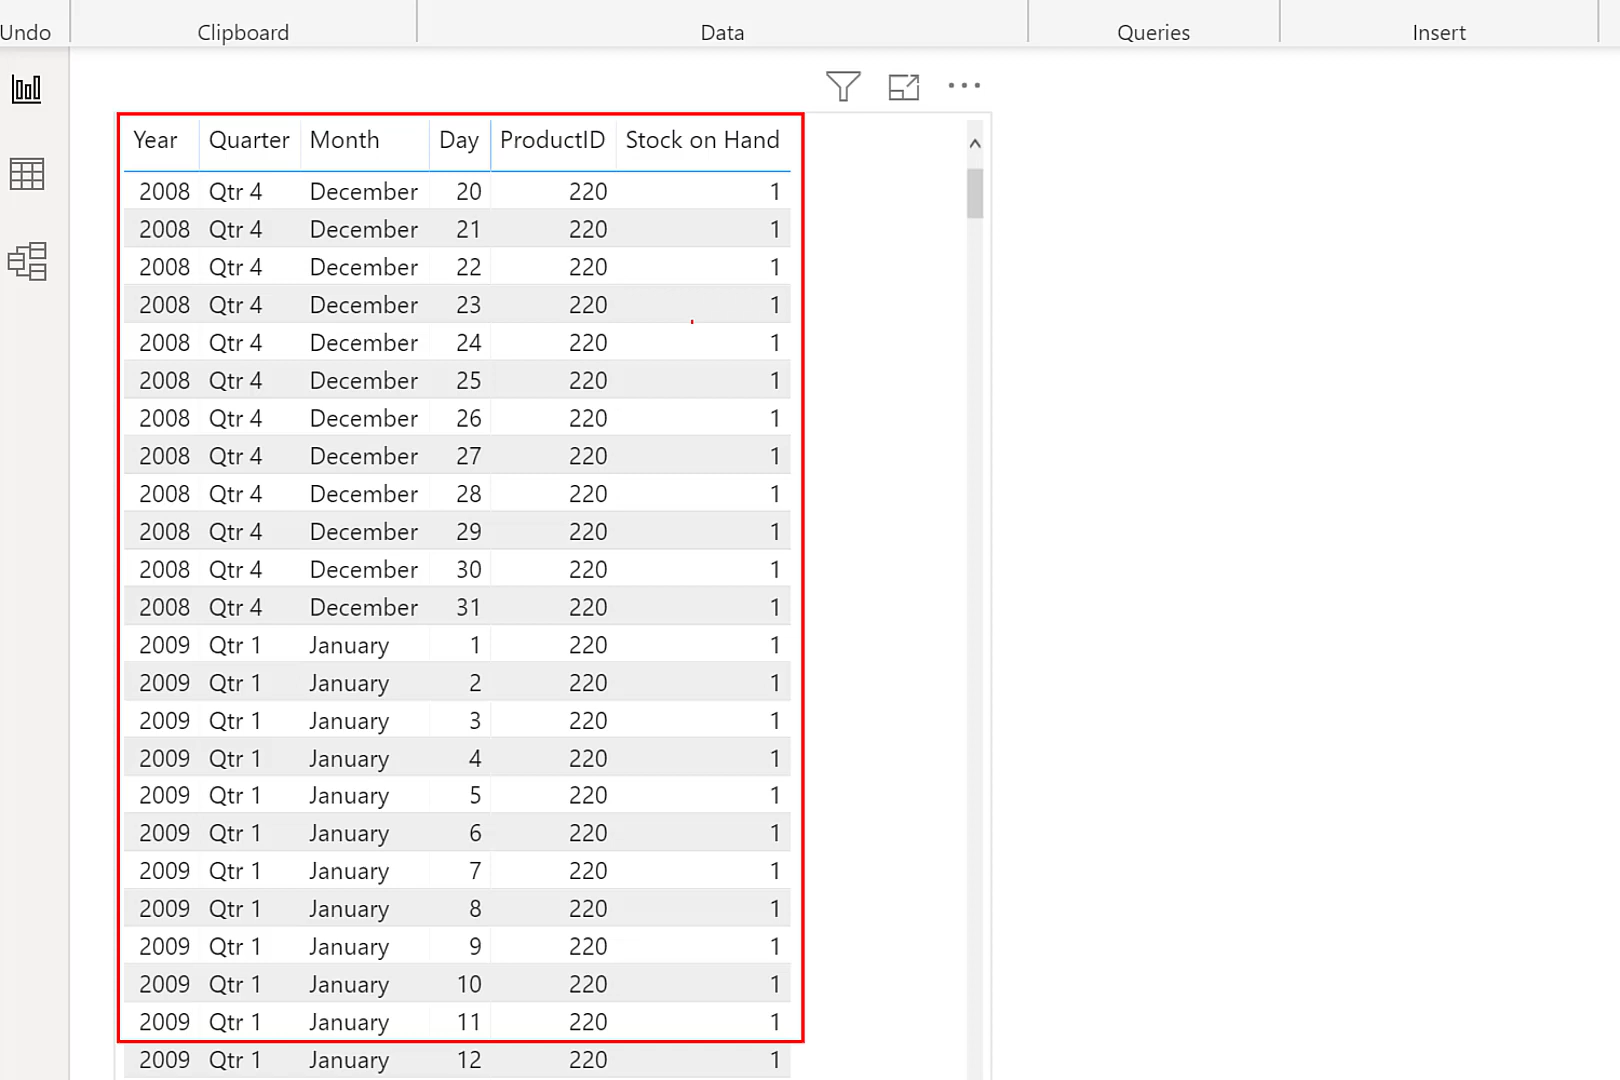 Undo Clipboard Data Queries Insert
Year Quarter Month Day ProductID Stock on Hand
2008 Qtr 4 December 20 220 1
2008 Qtr 4 December 21 220 1
2008 Qtr 4 December 22 220 1
2008 Qtr 4 December 23 220 1
2008 Qtr 4 December 24 220 1
2008 Qtr 4 December 25 220 1
2008 Qtr 4 December 26 220 1
2008 Qtr 4 December 27 220 1
2008 Qtr 4 December 28 220 1
2008 Qtr 4 December 29 220 1
2008 Qtr 4 December 30 220 1
2008 Qtr 4 December 31 220 1
2009 Qtr 1 January 1 220 1
2009 Qtr 1 January 2 220 1
2009 Qtr 1 January 3 220 1
2009 Qtr 1 January 4 220 1
2009 Qtr 1 January 5 220 1
2009 Qtr 1 January 6 220 1
2009 Qtr 1 January 7 220 1
2009 Qtr 1 January 8 220 1
2009 Qtr 1 January 9 220 1
2009 Qtr 1 January 10 220 1
2009 Qtr 1 January 11 220 1
2009 Qtr 1 January 12 220 1